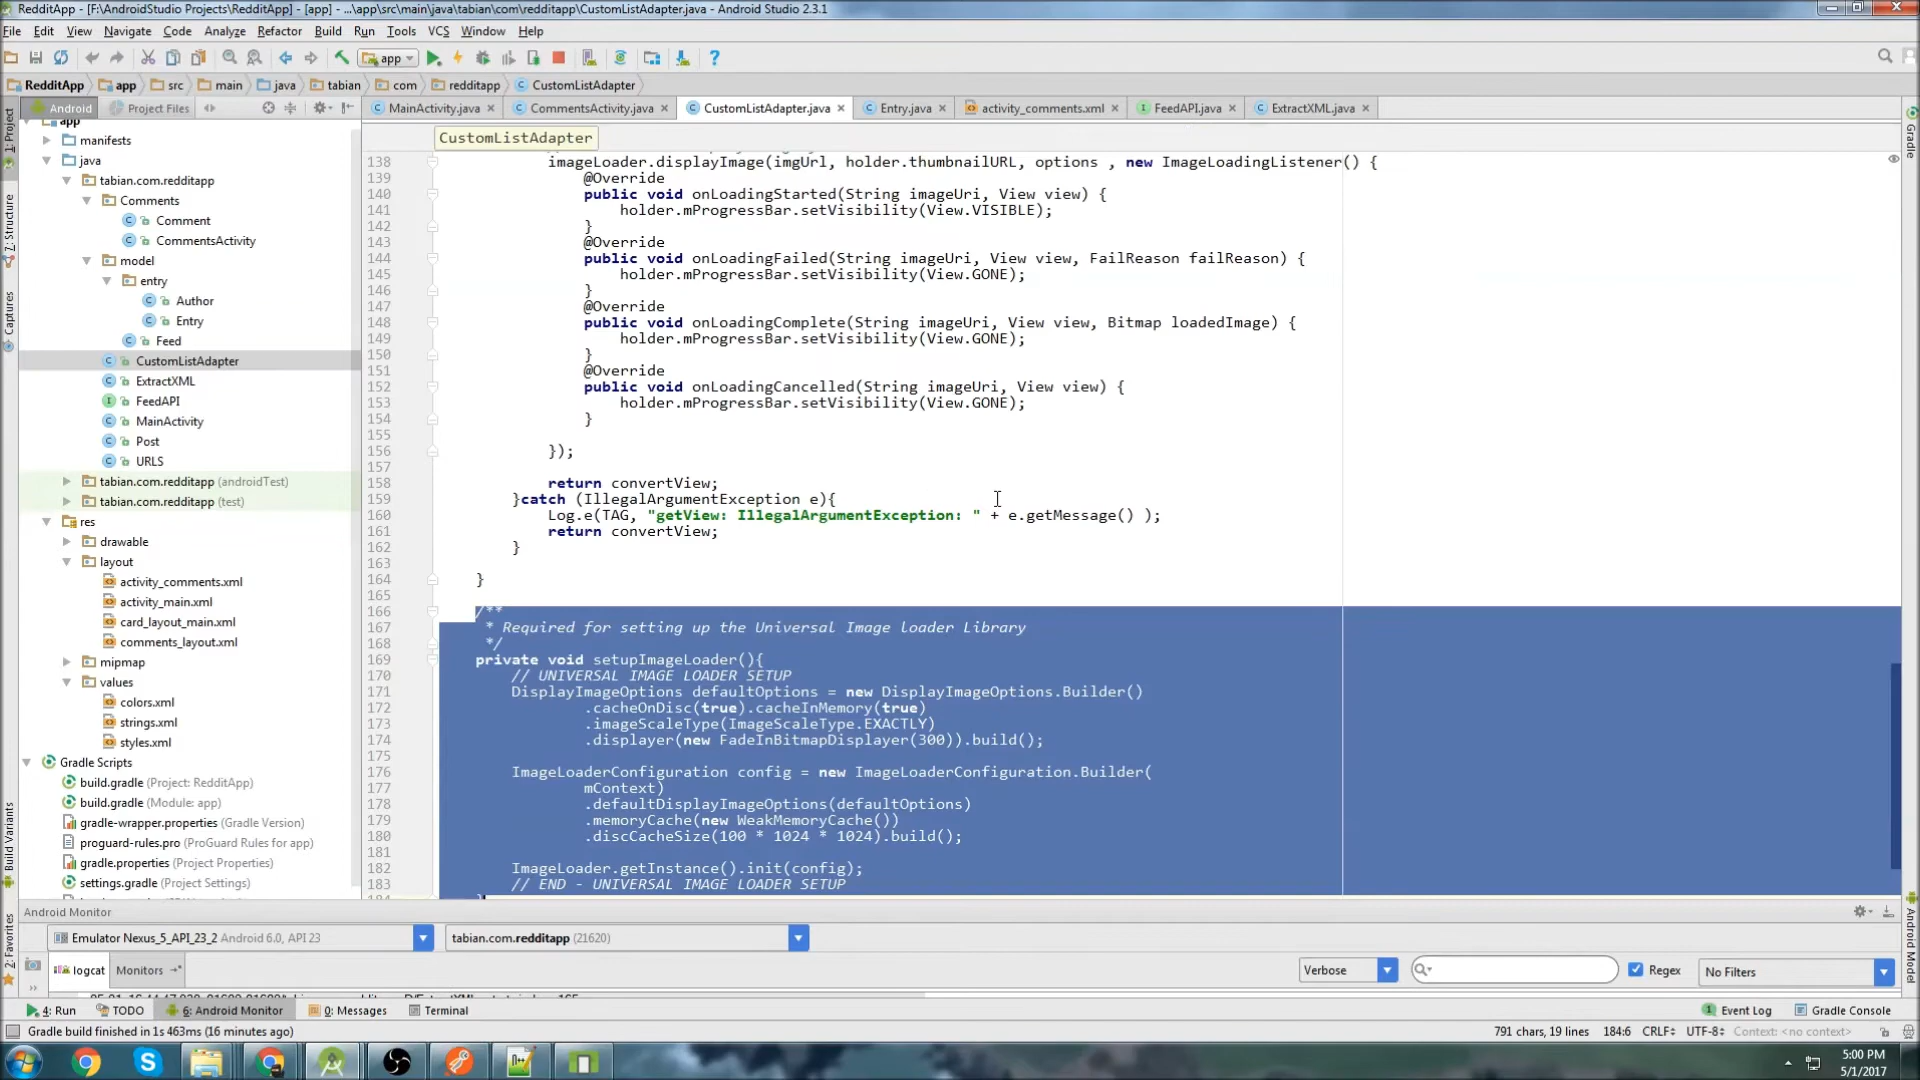 RedditApp - [F:\AndroidStudio Projects\RedditApp] - [app] - ...\app\src\main\java\tabian\com\redditapp\CustomListAdapter.java - Android Studio 2.3.1
File Edit View Navigate Code Analyze Refactor Build Run Tools VCS Window Help
app
RedditApp app src main java tabian com redditapp CustomListAdapter
Android Project Files
MainActivity.java CommentsActivity.java CustomListAdapter.java Entry.java activity_comments.xml FeedAPI.java ExtractXML.java
CustomListAdapter
1: Project
7: Structure
Captures
Build Variants
2: Favorites
Gradle
Android Model
app
manifests
java
tabian.com.redditapp
Comments
Comment
CommentsActivity
model
entry
Author
Entry
Feed
CustomListAdapter
ExtractXML
FeedAPI
MainActivity
Post
URLS
tabian.com.redditapp (androidTest)
tabian.com.redditapp (test)
res
drawable
layout
activity_comments.xml
activity_main.xml
card_layout_main.xml
comments_layout.xml
mipmap
values
colors.xml
strings.xml
styles.xml
Gradle Scripts
build.gradle (Project: RedditApp)
build.gradle (Module: app)
gradle-wrapper.properties (Gradle Version)
proguard-rules.pro (ProGuard Rules for app)
gradle.properties (Project Properties)
settings.gradle (Project Settings)
138 imageLoader.displayImage(imgUrl, holder.thumbnailURL, options , new ImageLoadingListener() {
139 @Override
140 public void onLoadingStarted(String imageUri, View view) {
141 holder.mProgressBar.setVisibility(View.VISIBLE);
142 }
143 @Override
144 public void onLoadingFailed(String imageUri, View view, FailReason failReason) {
145 holder.mProgressBar.setVisibility(View.GONE);
146 }
147 @Override
148 public void onLoadingComplete(String imageUri, View view, Bitmap loadedImage) {
149 holder.mProgressBar.setVisibility(View.GONE);
150 }
151 @Override
152 public void onLoadingCancelled(String imageUri, View view) {
153 holder.mProgressBar.setVisibility(View.GONE);
154 }
155
156 });
157
158 return convertView;
159 }catch (IllegalArgumentException e){
160 Log.e(TAG, "getView: IllegalArgumentException: " + e.getMessage() );
161 return convertView;
162 }
163
164 }
165
166 /**
167 * Required for setting up the Universal Image loader Library
168 */
169 private void setupImageLoader(){
170 // UNIVERSAL IMAGE LOADER SETUP
171 DisplayImageOptions defaultOptions = new DisplayImageOptions.Builder()
172 .cacheOnDisc(true).cacheInMemory(true)
173 .imageScaleType(ImageScaleType.EXACTLY)
174 .displayer(new FadeInBitmapDisplayer(300)).build();
175
176 ImageLoaderConfiguration config = new ImageLoaderConfiguration.Builder(
177 mContext)
178 .defaultDisplayImageOptions(defaultOptions)
179 .memoryCache(new WeakMemoryCache())
180 .discCacheSize(100 * 1024 * 1024).build();
181
182 ImageLoader.getInstance().init(config);
183 // END - UNIVERSAL IMAGE LOADER SETUP
Android Monitor
Emulator Nexus_5_API_23_2 Android 6.0, API 23 tabian.com.redditapp (21620)
logcat Monitors Verbose Regex No Filters
4: Run TODO 6: Android Monitor 0: Messages Terminal Event Log Gradle Console
Gradle build finished in 1s 463ms (16 minutes ago) 791 chars, 19 lines 184:6 CRLF UTF-8 Context: <no context>
5:00 PM
5/1/2017